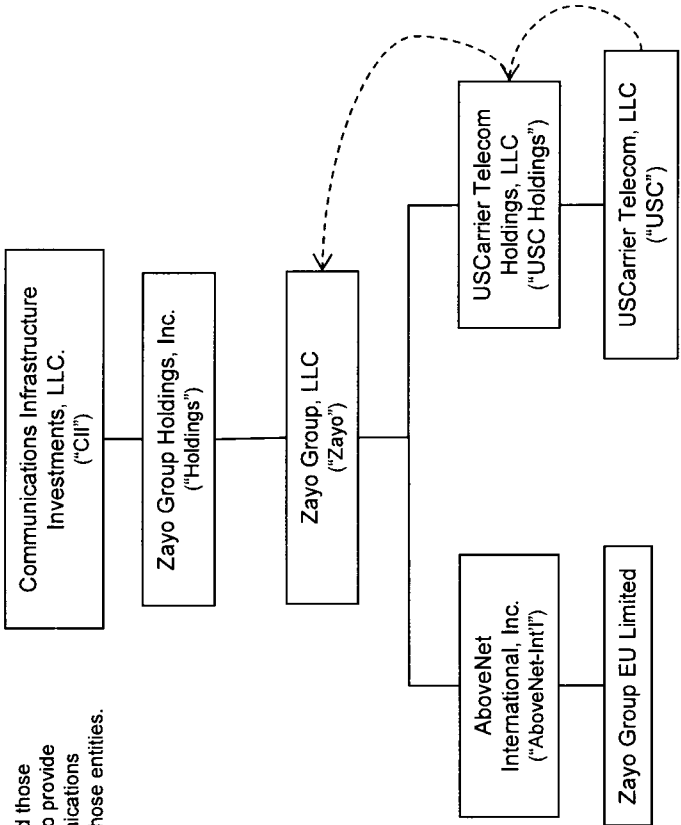 d those
o provide
nications
hose entities.
Communications Infrastructure
Investments, LLC.
("CII")
Zayo Group Holdings, Inc.
("Holdings")
Zayo Group, LLC
("Zayo")
AboveNet
International, Inc.
("AboveNet-Int'l")
Zayo Group EU Limited
USCarrier Telecom
Holdings, LLC
("USC Holdings")
USCarrier Telecom, LLC
("USC")